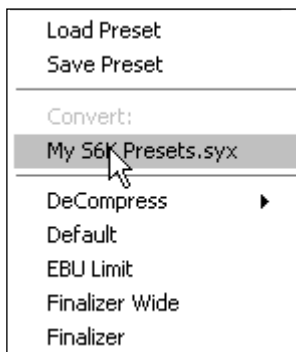 Load Preset
Save Preset
Convert:
My S6K Presets.syx
DeCompress
Default
EBU Limit
Finalizer Wide
Finalizer